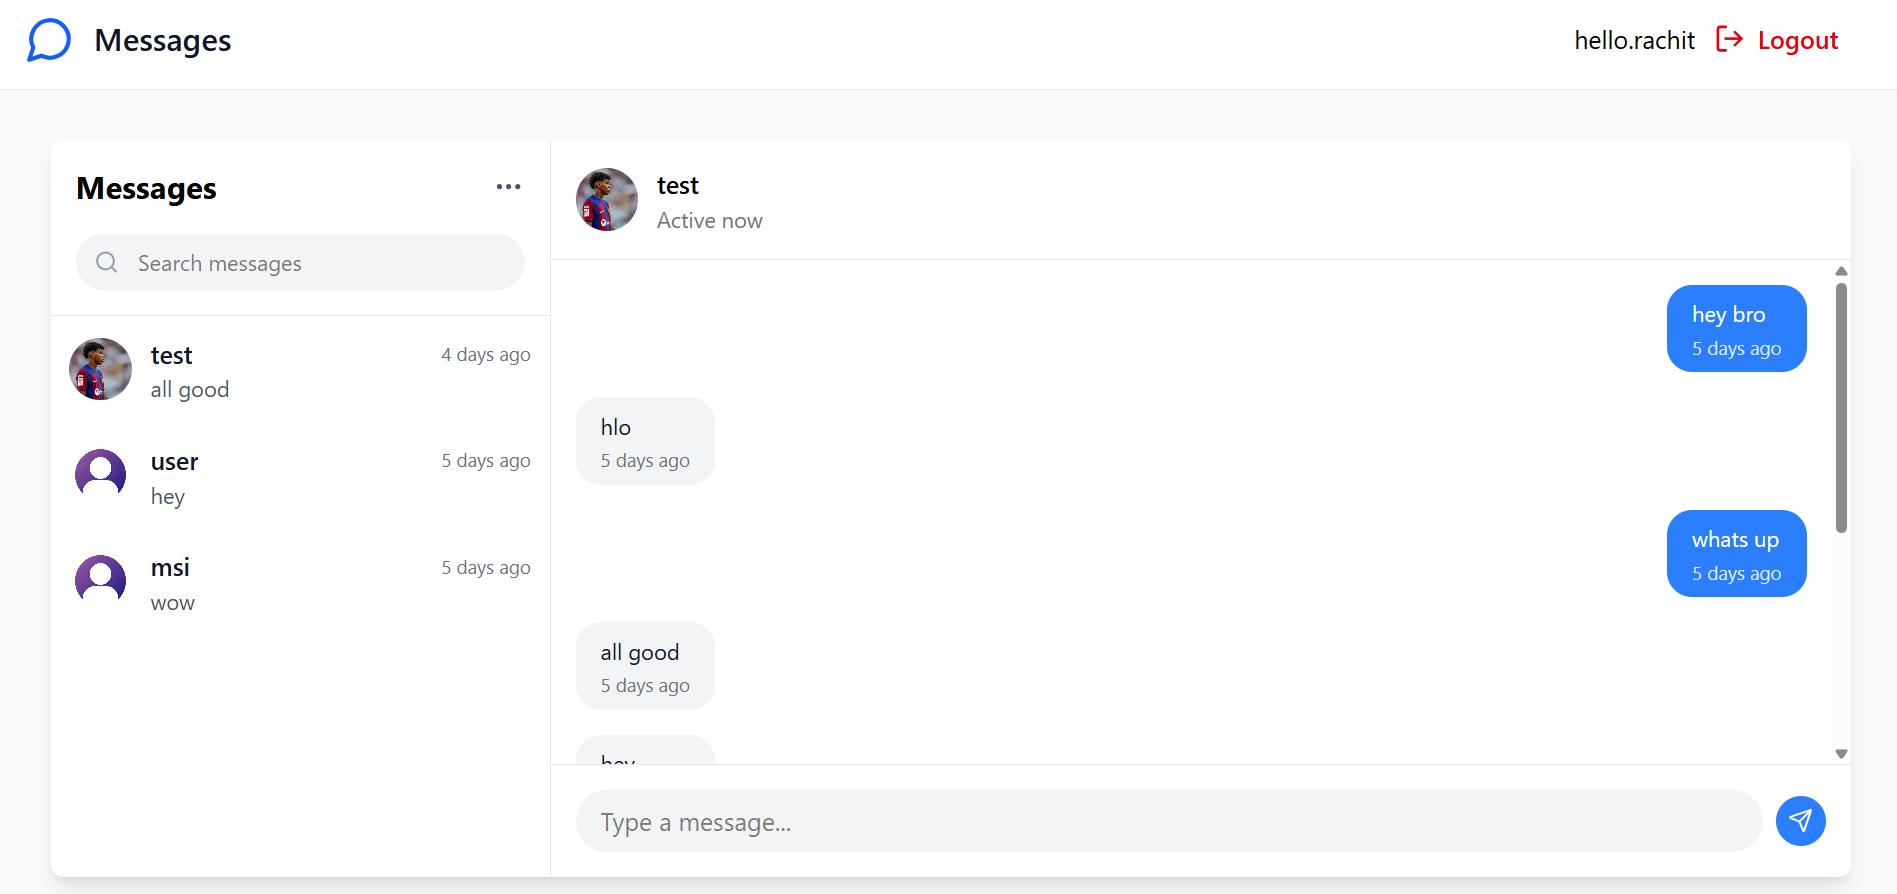 Messages
hello.rachit
Logout
Messages
Search messages
test
4 days ago
all good
user
5 days ago
hey
msi
5 days ago
wow
test
Active now
hey bro
5 days ago
hlo
5 days ago
whats up
5 days ago
all good
5 days ago
hey
Type a message...